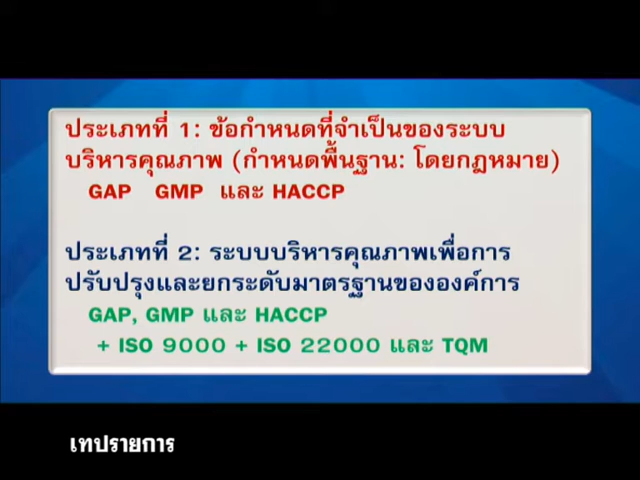 ประเภทที่ 1: ข้อกำหนดที่จำเป็นของระบบ
บริหารคุณภาพ (กำหนดพื้นฐาน: โดยกฎหมาย)
GAP GMP และ HACCP
ประเภทที่ 2: ระบบบริหารคุณภาพเพื่อการ
ปรับปรุงและยกระดับมาตรฐานขององค์การ
GAP, GMP และ HACCP
+ ISO 9000 + ISO 22000 และ TQM
เทปรายการ